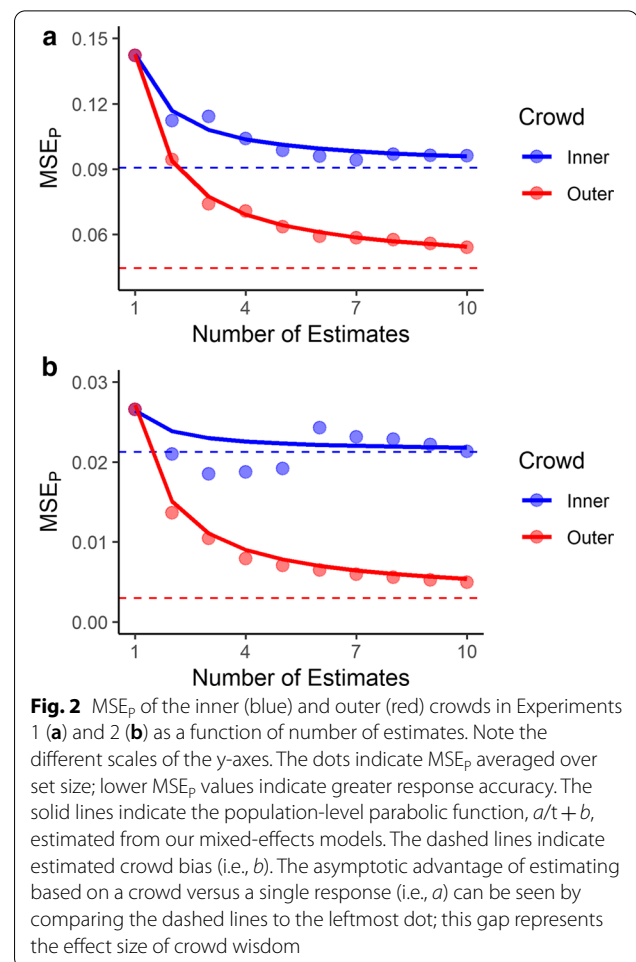 a
0.15
0.12
0.09
0.06
MSEP
1
4
7
10
Number of Estimates
Crowd
Inner
Outer
b
0.03
0.02
0.01
0.00
MSEP
1
4
7
10
Number of Estimates
Crowd
Inner
Outer
Fig. 2 MSEP of the inner (blue) and outer (red) crowds in Experiments
1 (a) and 2 (b) as a function of number of estimates. Note the
different scales of the y-axes. The dots indicate MSEP averaged over
set size; lower MSEP values indicate greater response accuracy. The
solid lines indicate the population-level parabolic function, a/t + b,
estimated from our mixed-effects models. The dashed lines indicate
estimated crowd bias (i.e., b). The asymptotic advantage of estimating
based on a crowd versus a single response (i.e., a) can be seen by
comparing the dashed lines to the leftmost dot; this gap represents
the effect size of crowd wisdom